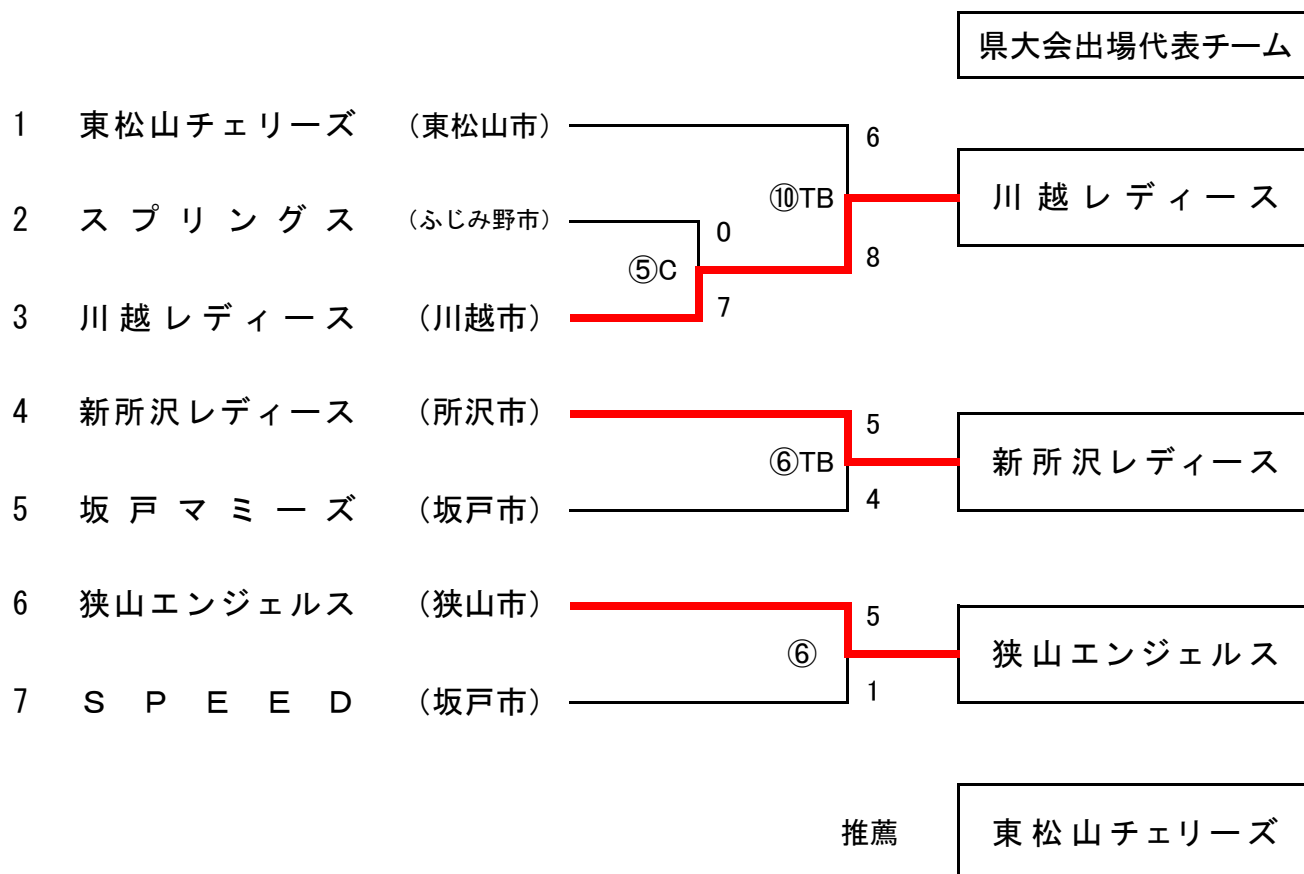 県大会出場代表チーム
1 東松山チェリーズ （東松山市） 6
⑩TB 川越レディース
2 スプリングス （ふじみ野市） 0
⑤C 8
3 川越レディース （川越市） 7
4 新所沢レディース （所沢市） 5
⑥TB 新所沢レディース
5 坂戸マミーズ （坂戸市） 4
6 狭山エンジェルス （狭山市） 5
⑥ 狭山エンジェルス
7 ＳＰＥＥＤ （坂戸市） 1
推薦 東松山チェリーズ